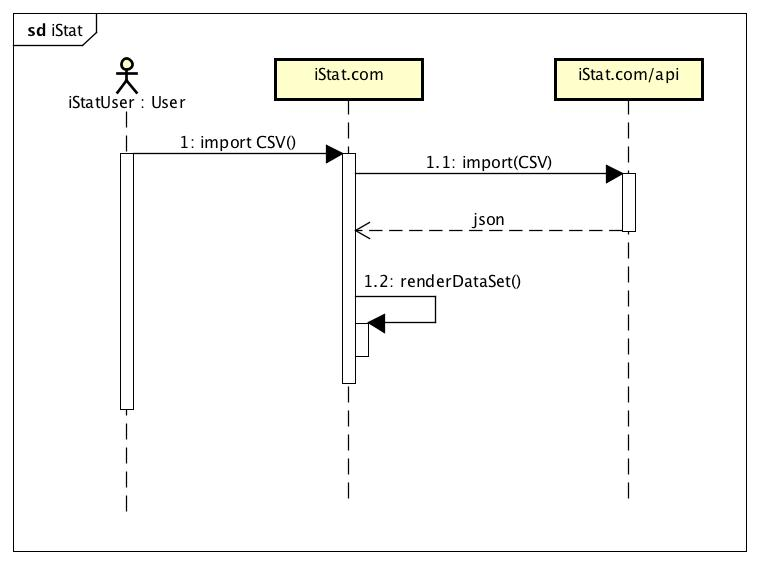 sd iStat
iStatUser : User
iStat.com
iStat.com/api
1: import CSV()
1.1: import(CSV)
json
1.2: renderDataSet()